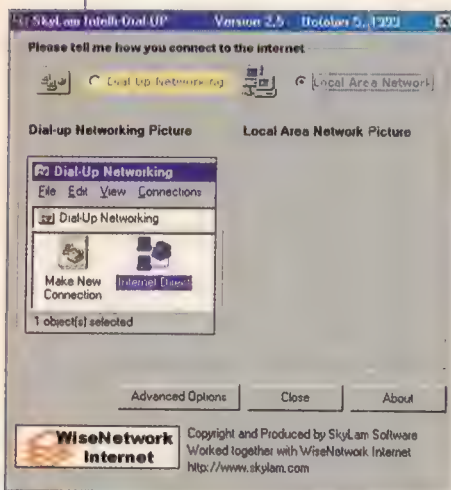 SkyLam Intelli-Dial-UP Version 2.5 October 5, 1999
Please tell me how you connect to the internet
Dial Up Networking Local Area Network
Dial-up Networking Picture Local Area Network Picture
Dial-Up Networking
File Edit View Connections
Dial-Up Networking
Make New Connection
Internet Direct
1 object(s) selected
Advanced Options Close About
WiseNetwork Internet
Copyright and Produced by SkyLam Software
Worked together with WiseNetwork Internet
http://www.skylam.com